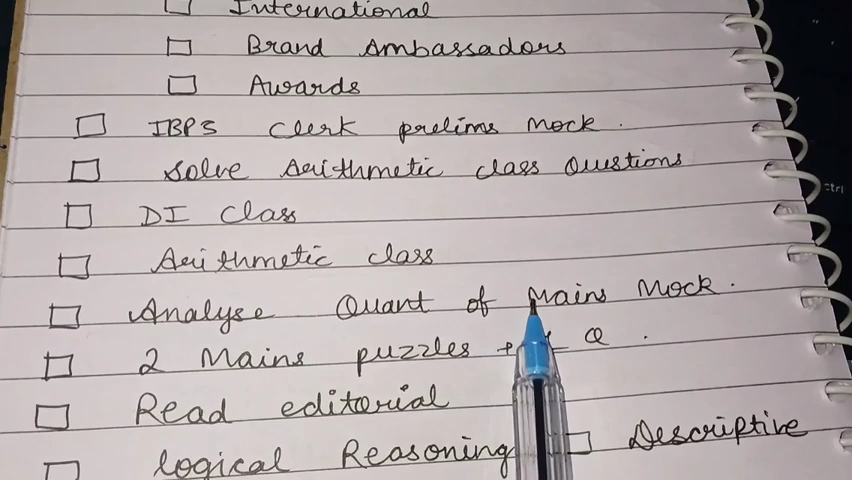 International
Brand Ambassadors
Awards
IBPS Clerk prelims Mock.
Solve Arithmetic class Questions
DI Class
Arithmetic class
Analyse Quant of Mains Mock.
2 Mains puzzles + Q.
Read editorial
logical Reasoning Descriptive
ctrl